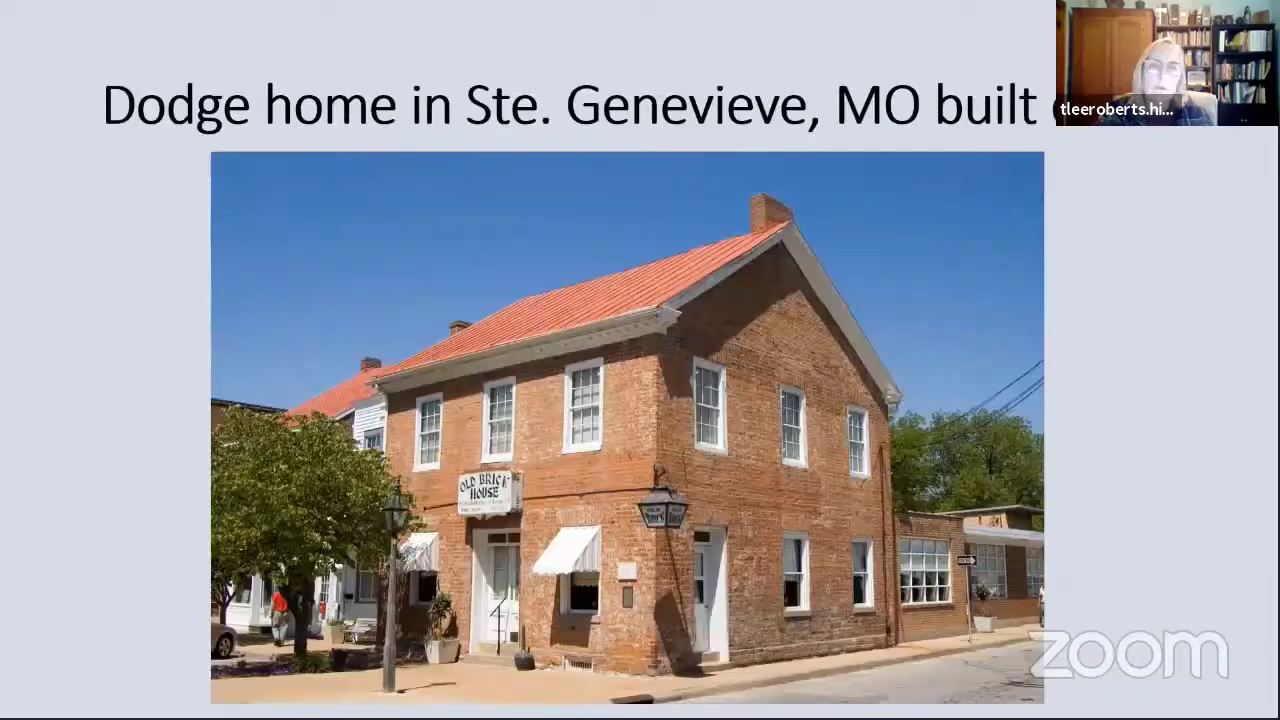 Dodge home in Ste. Genevieve, MO built
tleeroberts.hi...
OLD BRICK
HOUSE
zoom